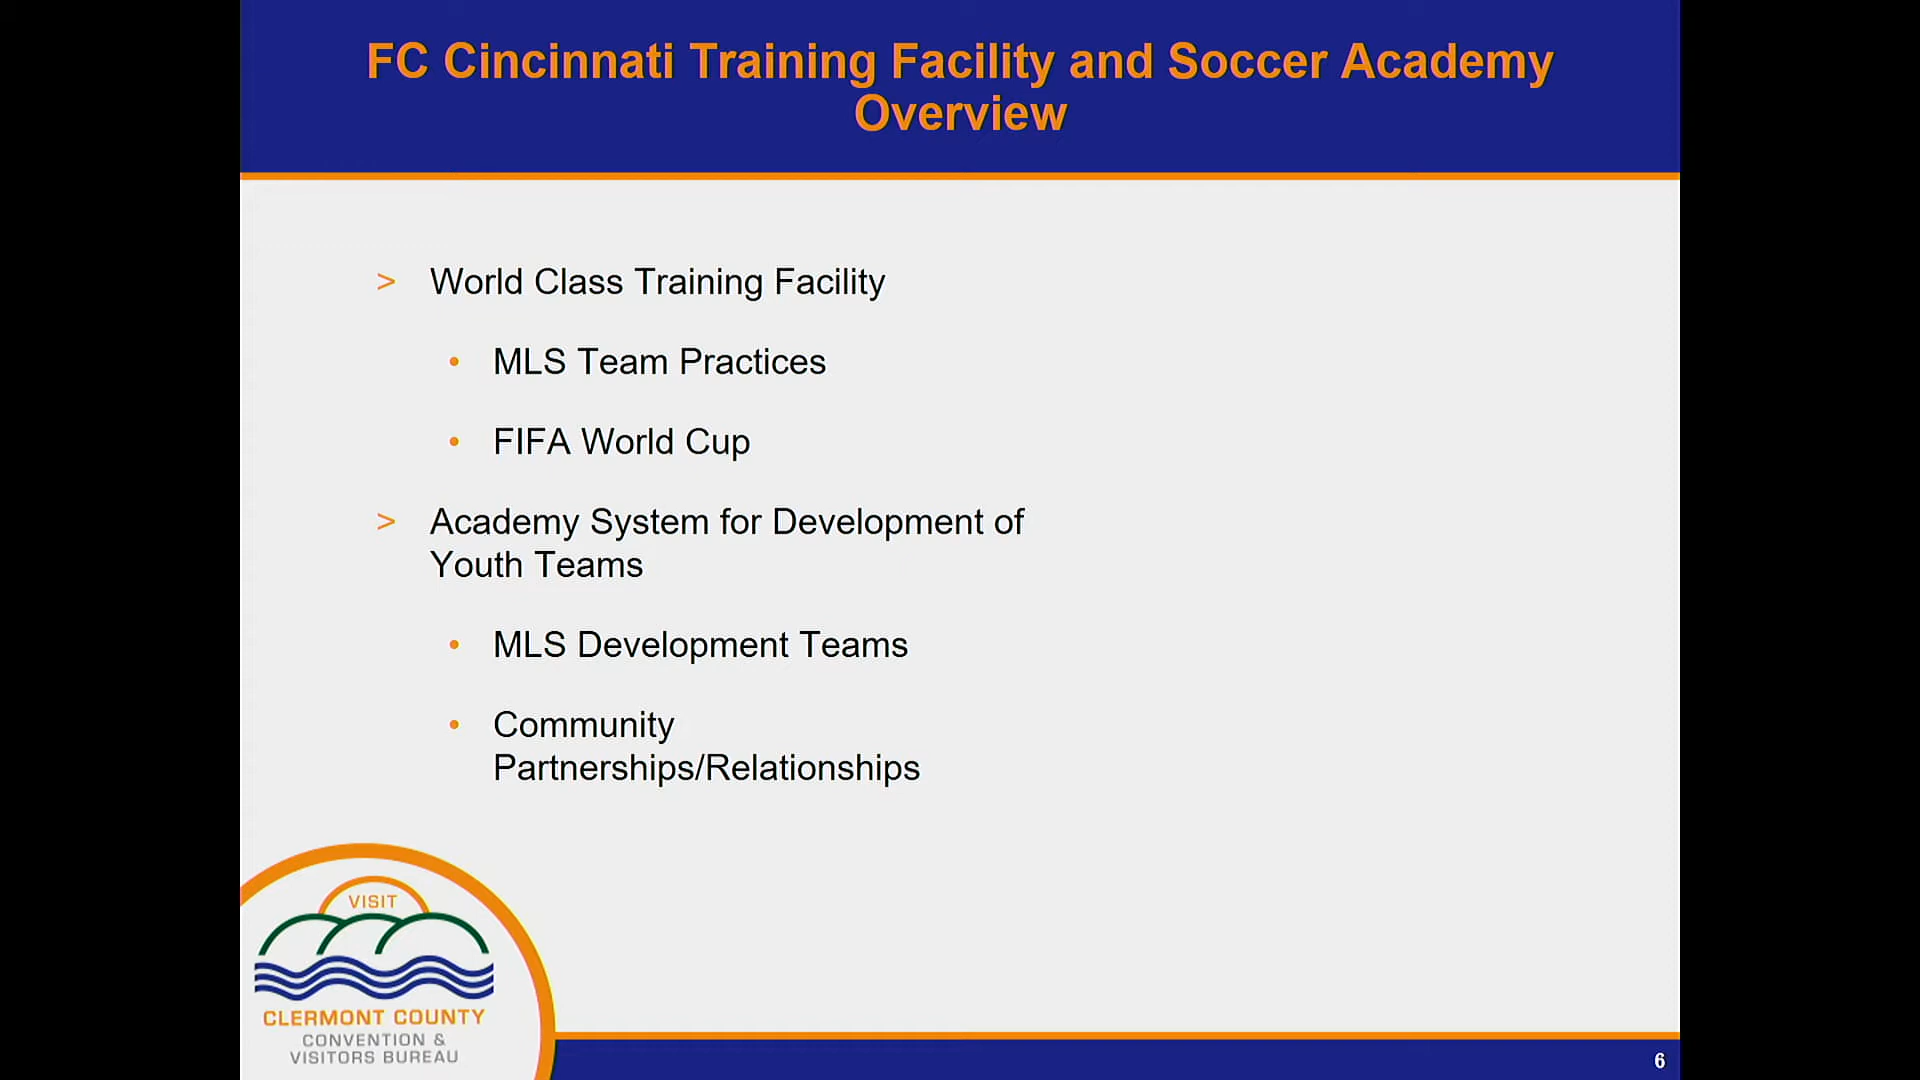 FC Cincinnati Training Facility and Soccer Academy
Overview
> World Class Training Facility
• MLS Team Practices
• FIFA World Cup
> Academy System for Development of
Youth Teams
• MLS Development Teams
• Community
Partnerships/Relationships
VISIT
CLERMONT COUNTY
CONVENTION &
VISITORS BUREAU
6